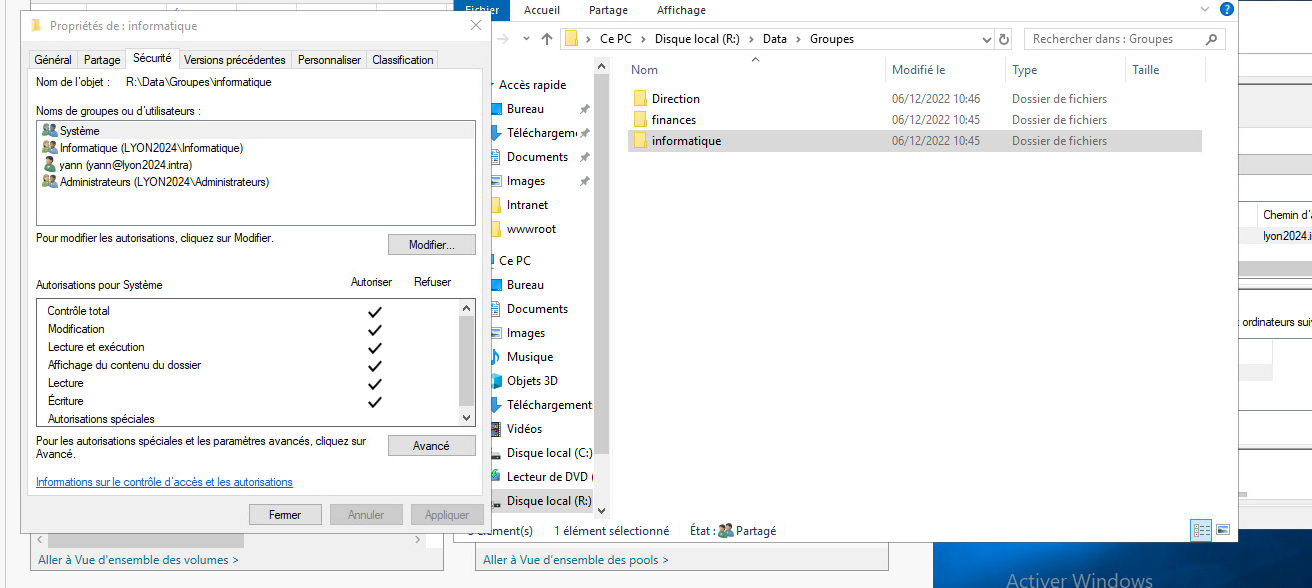 Propriétés de : informatique
Général
Partage
Sécurité
Versions précédentes
Personnaliser
Classification
Nom de l'objet : R:\Data\Groupes\informatique
Noms de groupes ou d'utilisateurs :
Système
Informatique (LYON2024\Informatique)
yann (yann@lyon2024.intra)
Administrateurs (LYON2024\Administrateurs)
Pour modifier les autorisations, cliquez sur Modifier.
Modifier...
Autorisations pour Système
Autoriser
Refuser
Contrôle total
Modification
Lecture et exécution
Affichage du contenu du dossier
Lecture
Écriture
Autorisations spéciales
Pour les autorisations spéciales et les paramètres avancés, cliquez sur
Avancé.
Avancé
Informations sur le contrôle d'accès et les autorisations
Fermer
Annuler
Appliquer
Aller à Vue d'ensemble des volumes >
Fichier
Accueil
Partage
Affichage
Ce PC > Disque local (R:) > Data > Groupes
Rechercher dans : Groupes
Accès rapide
Bureau
Téléchargem
Documents
Images
Intranet
wwwroot
Ce PC
Bureau
Documents
Images
Musique
Objets 3D
Téléchargement
Vidéos
Disque local (C:)
Lecteur de DVD (
Disque local (R:)
Nom
Modifié le
Type
Taille
Direction 06/12/2022 10:46 Dossier de fichiers
finances 06/12/2022 10:45 Dossier de fichiers
informatique 06/12/2022 10:45 Dossier de fichiers
élément(s)
1 élément sélectionné
État : Partagé
Aller à Vue d'ensemble des pools >
Chemin d'a
lyon2024.i
ordinateurs suiv
Activer Windows